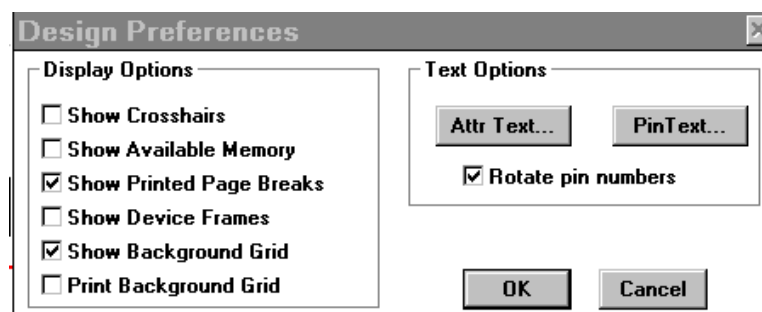 Design Preferences
Display Options
Show Crosshairs
Show Available Memory
Show Printed Page Breaks
Show Device Frames
Show Background Grid
Print Background Grid
Text Options
Attr Text... PinText...
Rotate pin numbers
OK Cancel